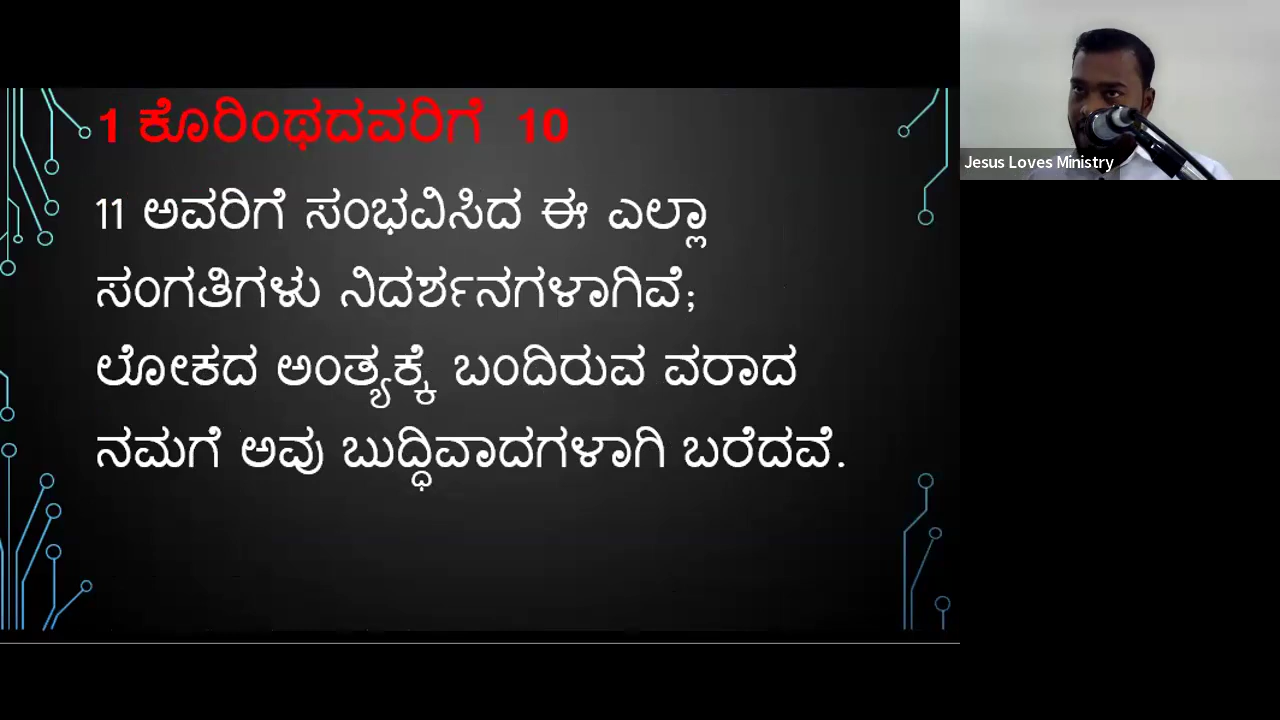 1 ಕೊರಿಂಥದವರಿಗೆ 10
11 ಅವರಿಗೆ ಸಂಭವಿಸಿದ ಈ ಎಲ್ಲಾ
ಸಂಗತಿಗಳು ನಿದರ್ಶನಗಳಾಗಿವೆ;
ಲೋಕದ ಅಂತ್ಯಕ್ಕೆ ಬಂದಿರುವ ವರಾದ
ನಮಗೆ ಅವು ಬುದ್ಧಿವಾದಗಳಾಗಿ ಬರೆದವೆ.
Jesus Loves Ministry